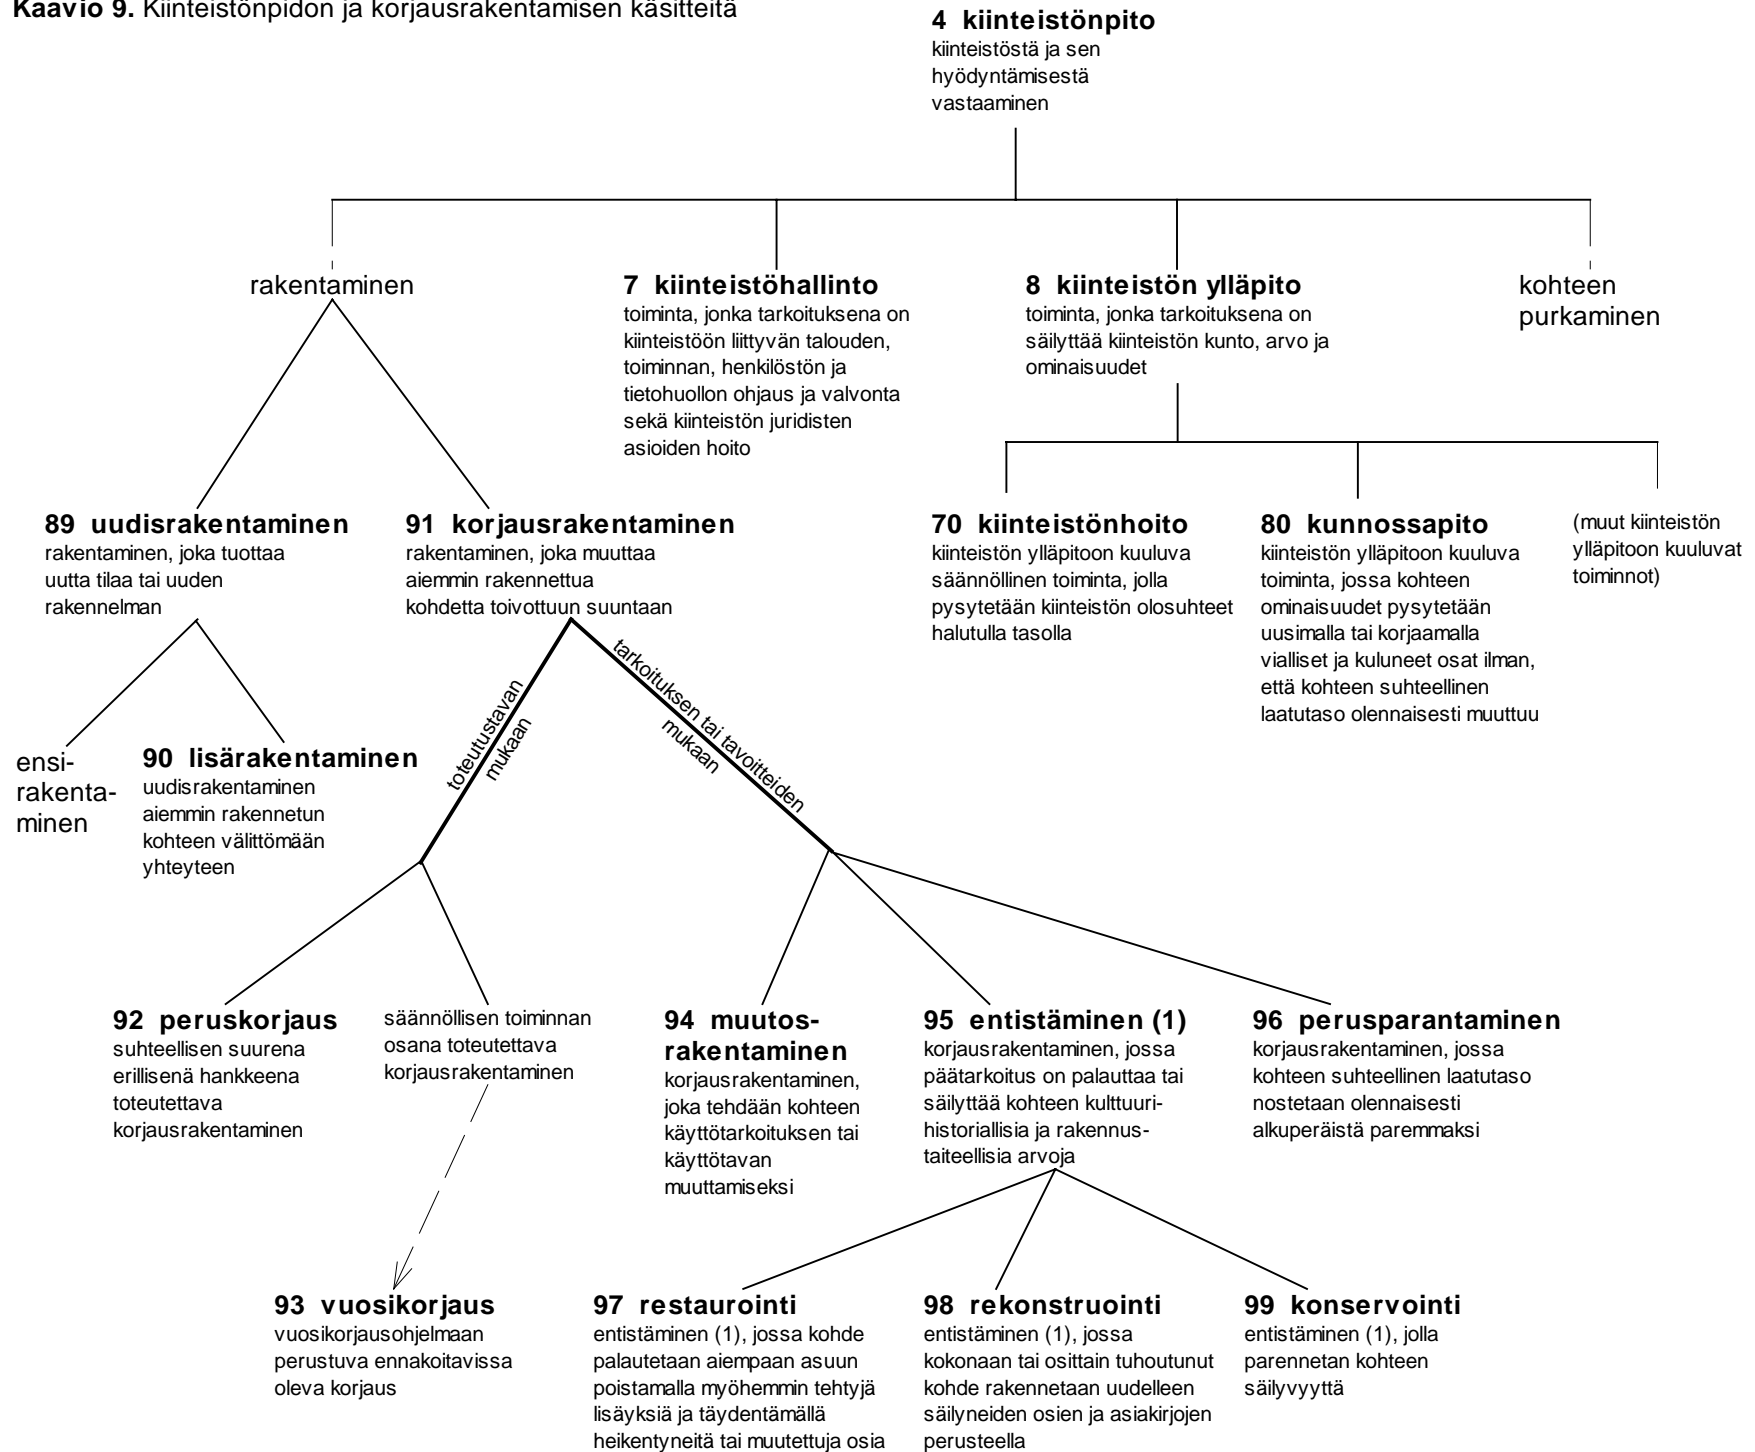 Kaavio 9. Kiinteistönpidon ja korjausrakentamisen käsitteitä
4 kiinteistönpito
kiinteistöstä ja sen
hyödyntämisestä
vastaaminen
rakentaminen
7 kiinteistöhallinto
toiminta, jonka tarkoituksena on
kiinteistöön liittyvän talouden,
toiminnan, henkilöstön ja
tietohuollon ohjaus ja valvonta
sekä kiinteistön juridisten
asioiden hoito
8 kiinteistön ylläpito
toiminta, jonka tarkoituksena on
säilyttää kiinteistön kunto, arvo ja
ominaisuudet
kohteen
purkaminen
89 uudisrakentaminen
rakentaminen, joka tuottaa
uutta tilaa tai uuden
rakennelman
91 korjausrakentaminen
rakentaminen, joka muuttaa
aiemmin rakennettua
kohdetta toivottuun suuntaan
70 kiinteistönhoito
kiinteistön ylläpitoon kuuluva
säännöllinen toiminta, jolla
pysytetään kiinteistön olosuhteet
halutulla tasolla
80 kunnossapito
kiinteistön ylläpitoon kuuluva
toiminta, jossa kohteen
ominaisuudet pysytetään
uusimalla tai korjaamalla
vialliset ja kuluneet osat ilman,
että kohteen suhteellinen
laatutaso olennaisesti muuttuu
(muut kiinteistön
ylläpitoon kuuluvat
toiminnot)
ensi-
rakenta-
minen
90 lisärakentaminen
uudisrakentaminen
aiemmin rakennetun
kohteen välittömään
yhteyteen
toteutustavan
mukaan
tarkoituksen tai tavoitteiden
mukaan
92 peruskorjaus
suhteellisen suurena
erillisenä hankkeena
toteutettava
korjausrakentaminen
säännöllisen toiminnan
osana toteutettava
korjausrakentaminen
94 muutos-
rakentaminen
korjausrakentaminen,
joka tehdään kohteen
käyttötarkoituksen tai
käyttötavan
muuttamiseksi
95 entistäminen (1)
korjausrakentaminen, jossa
päätarkoitus on palauttaa tai
säilyttää kohteen kulttuuri-
historiallisia ja rakennus-
taiteellisia arvoja
96 perusparantaminen
korjausrakentaminen, jossa
kohteen suhteellinen laatutaso
nostetaan olennaisesti
alkuperäistä paremmaksi
93 vuosikorjaus
vuosikorjausohjelmaan
perustuva ennakoitavissa
oleva korjaus
97 restaurointi
entistäminen (1), jossa kohde
palautetaan aiempaan asuun
poistamalla myöhemmin tehtyjä
lisäyksiä ja täydentämällä
heikentyneitä tai muutettuja osia
98 rekonstruointi
entistäminen (1), jossa
kokonaan tai osittain tuhoutunut
kohde rakennetaan uudelleen
säilyneiden osien ja asiakirjojen
perusteella
99 konservointi
entistäminen (1), jolla
parennetan kohteen
säilyvyyttä